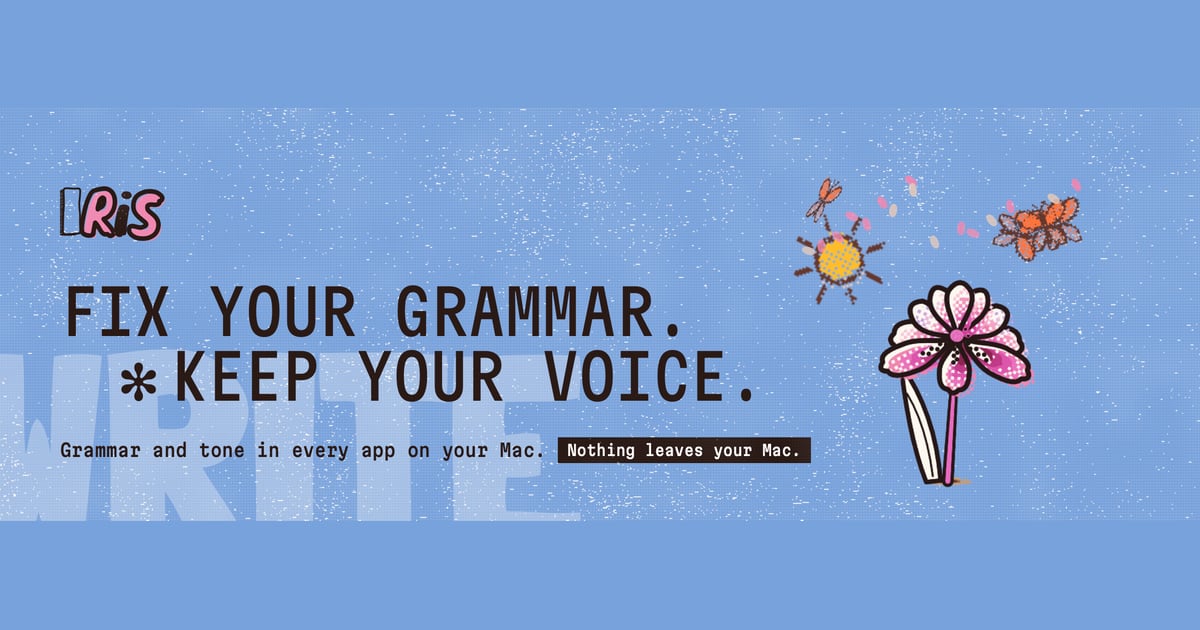 IRiS
FIX YOUR GRAMMAR.
*KEEP YOUR VOICE.
WRITE
Grammar and tone in every app on your Mac. Nothing leaves your Mac.